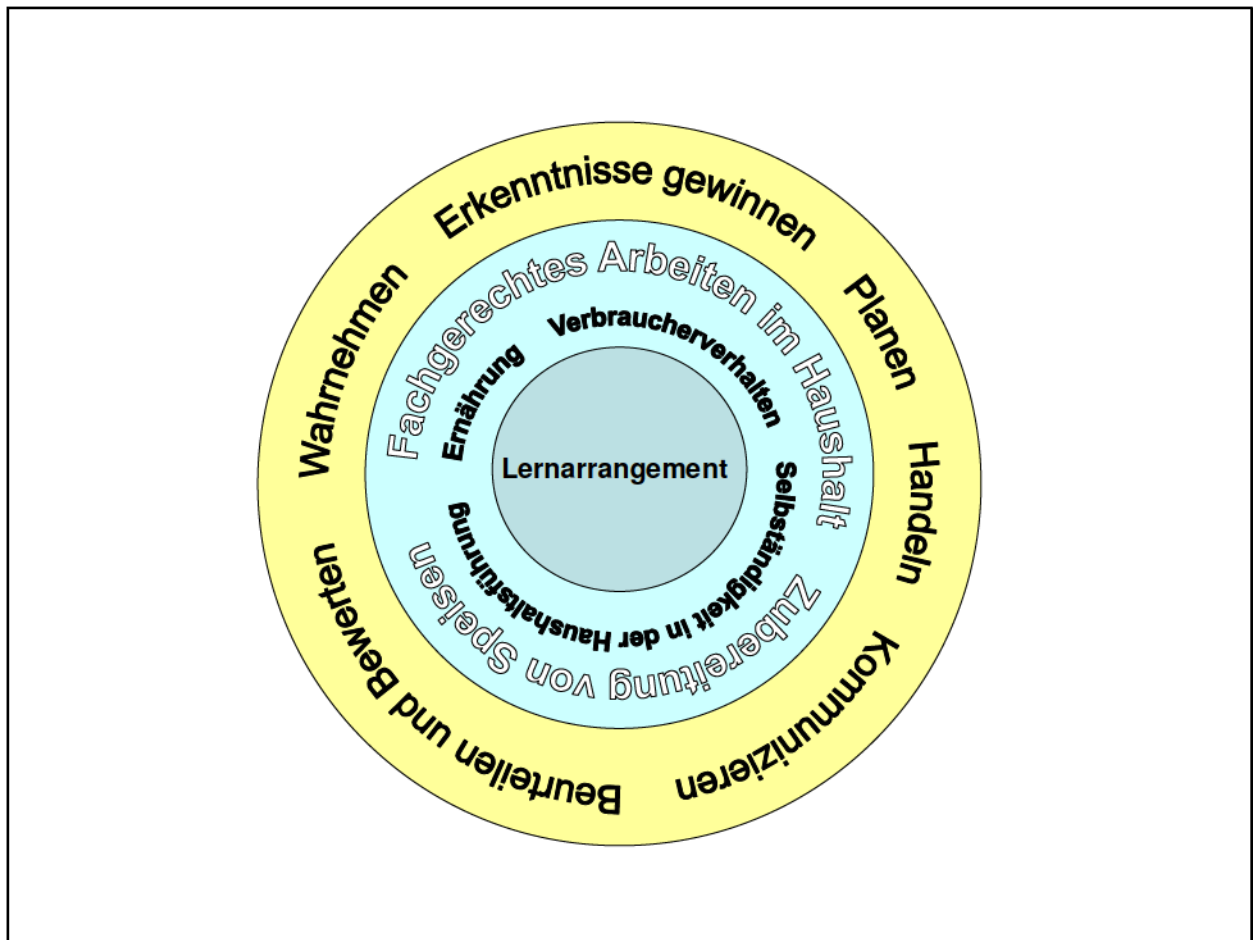 Wahrnehmen
Erkenntnisse gewinnen
Planen
Handeln
Kommunizieren
Beurteilen und Bewerten
Fachgerechtes Arbeiten im Haushalt
Zubereitung von Speisen
Ernährung
Verbraucherverhalten
Selbständigkeit in der Haushaltsführung
Lernarrangement